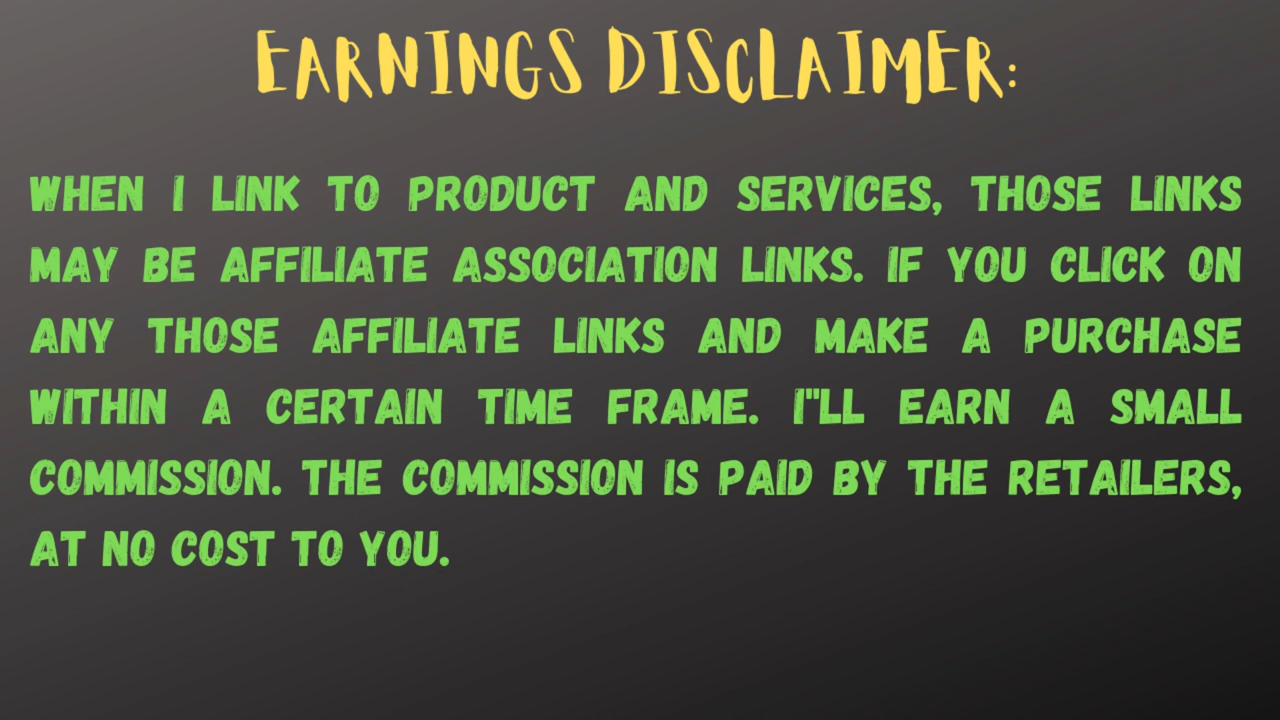 EARNINGS DISCLAIMER:
WHEN I LINK TO PRODUCT AND SERVICES, THOSE LINKS
MAY BE AFFILIATE ASSOCIATION LINKS. IF YOU CLICK ON
ANY THOSE AFFILIATE LINKS AND MAKE A PURCHASE
WITHIN A CERTAIN TIME FRAME. I"LL EARN A SMALL
COMMISSION. THE COMMISSION IS PAID BY THE RETAILERS,
AT NO COST TO YOU.